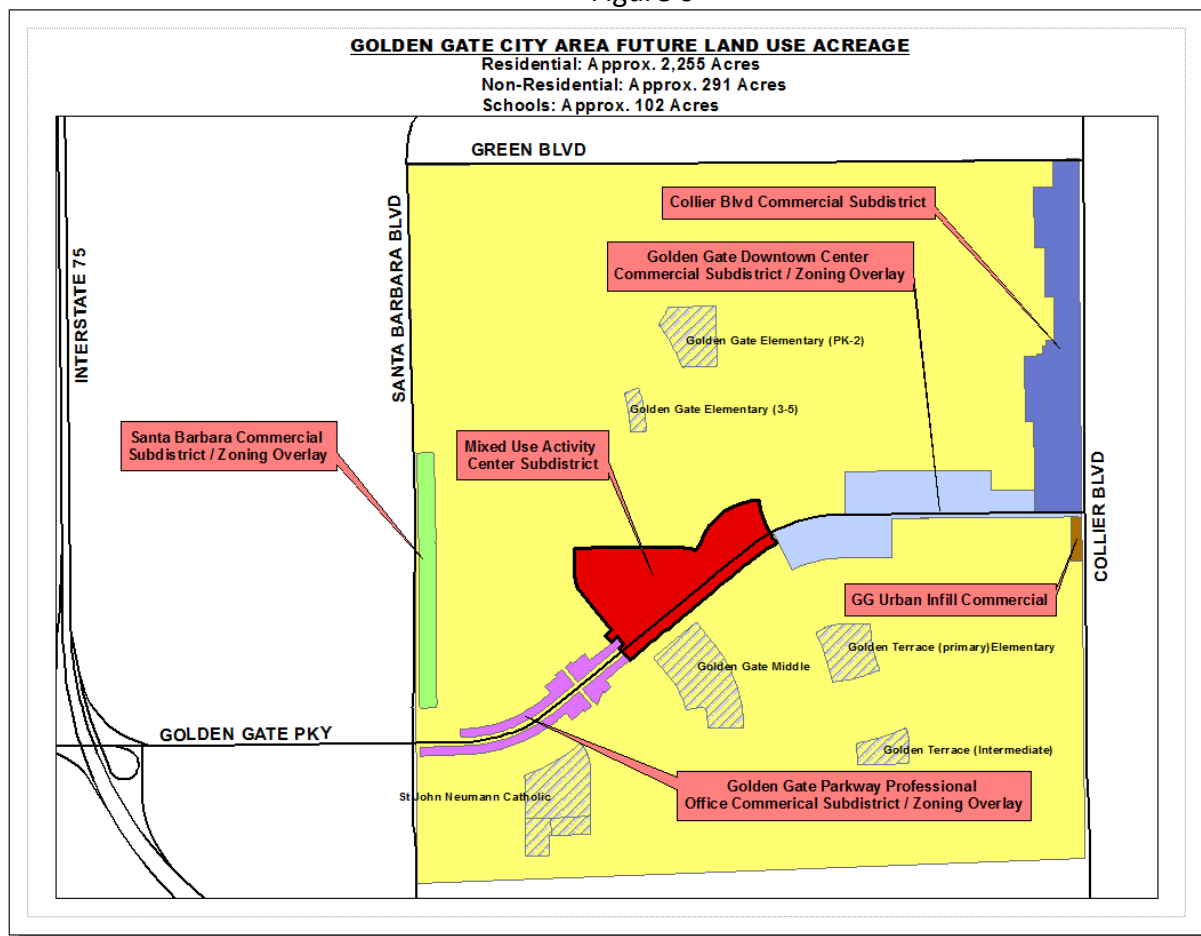 Figure
GOLDEN GATE CITY AREA FUTURE LAND USE ACREAGE
Residential: Approx. 2,255 Acres
Non-Residential: Approx. 291 Acres
Schools: Approx. 102 Acres
GREEN BLVD
INTERSTATE 75
SANTA BARBARA BLVD
COLLIER BLVD
Collier Blvd Commercial Subdistrict
Golden Gate Downtown Center
Commercial Subdistrict / Zoning Overlay
Golden Gate Elementary (PK-2)
Golden Gate Elementary (3-5)
Santa Barbara Commercial
Subdistrict / Zoning Overlay
Mixed Use Activity
Center Subdistrict
GG Urban Infill Commercial
Golden Terrace (primary)Elementary
Golden Gate Middle
GOLDEN GATE PKY
Golden Terrace (Intermediate)
Golden Gate Parkway Professional
Office Commerical Subdistrict / Zoning Overlay
St John Neumann Catholic